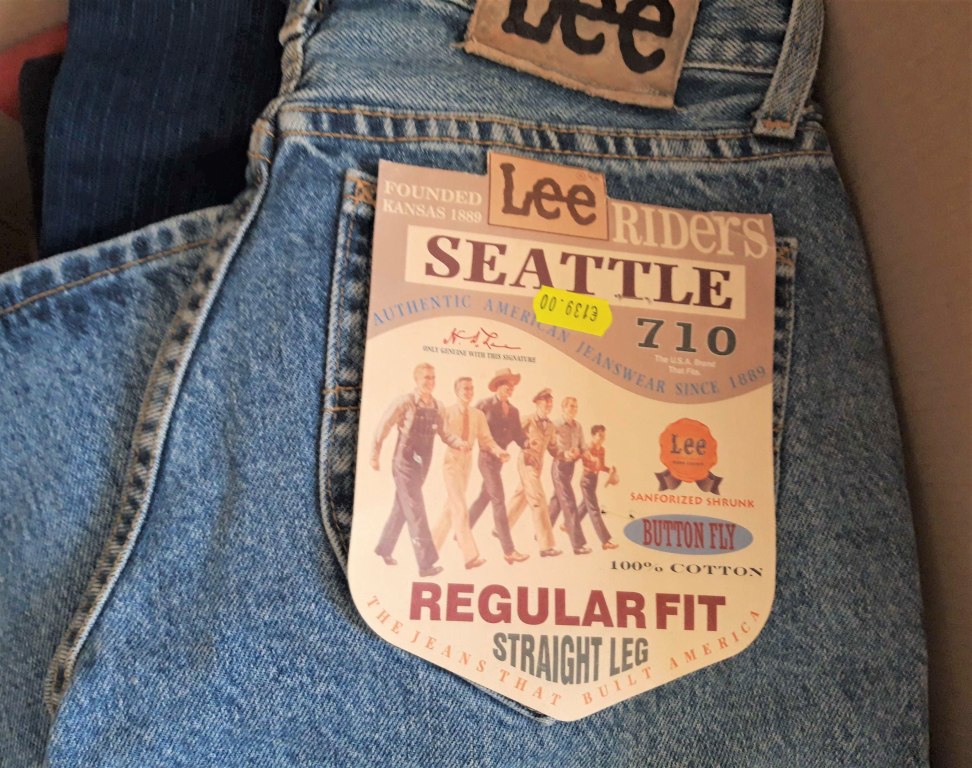 Lee
FOUNDED
KANSAS 1889
Lee
RIDERS
SEATTLE
€139.00
710
AUTHENTIC AMERICAN JEANSWEAR SINCE 1889
The U.S.A. Brand
That Fits.
H. D. Lee
ONLY GENUINE WITH THIS SIGNATURE
Lee
SANFORIZED SHRUNK
BUTTON FLY
100% COTTON
REGULAR FIT
STRAIGHT LEG
THE JEANS THAT BUILT AMERICA